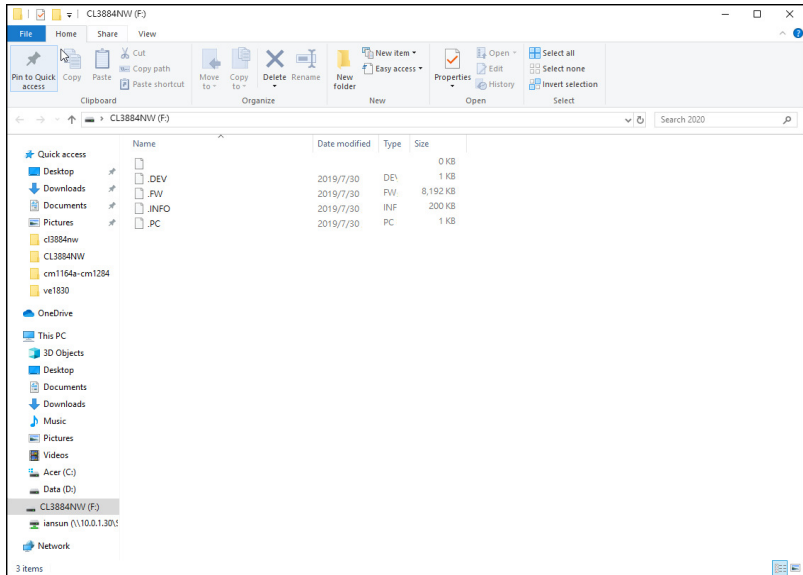 CL3884NW (F:)
File Home Share View
Pin to Quick access
Copy
Paste
Cut
Copy path
Paste shortcut
Clipboard
Move to
Copy to
Delete
Rename
Organize
New folder
New item
Easy access
New
Properties
Open
Edit
History
Open
Select all
Select none
Invert selection
Select
CL3884NW (F:)
Search 2020
Name Date modified Type Size
0 KB
.DEV 2019/7/30 DEV 1 KB
.FW 2019/7/30 FW 8,192 KB
.INFO 2019/7/30 INF 200 KB
.PC 2019/7/30 PC 1 KB
Quick access
Desktop
Downloads
Documents
Pictures
cl3884nw
CL3884NW
cm1164a-cm1284
ve1830
OneDrive
This PC
3D Objects
Desktop
Documents
Downloads
Music
Pictures
Videos
Acer (C:)
Data (D:)
CL3884NW (F:)
iansun (\\10.0.1.30\S
Network
3 items